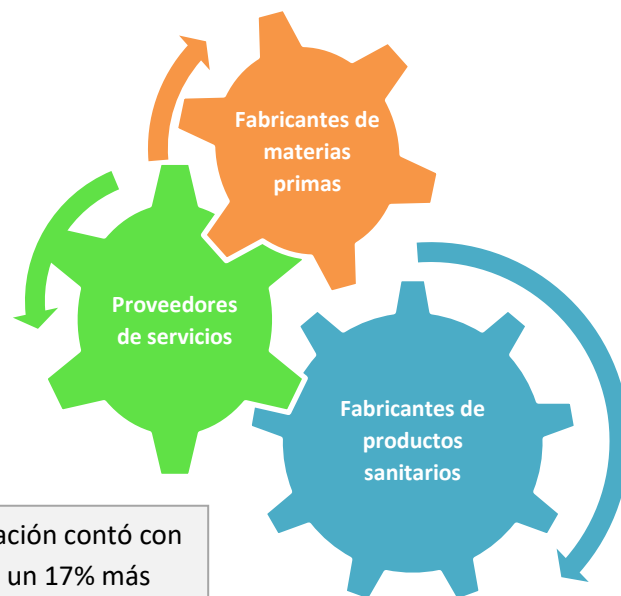 Fabricantes de
materias
primas
Proveedores
de servicios
Fabricantes de
productos
sanitarios
ación contó con
un 17% más